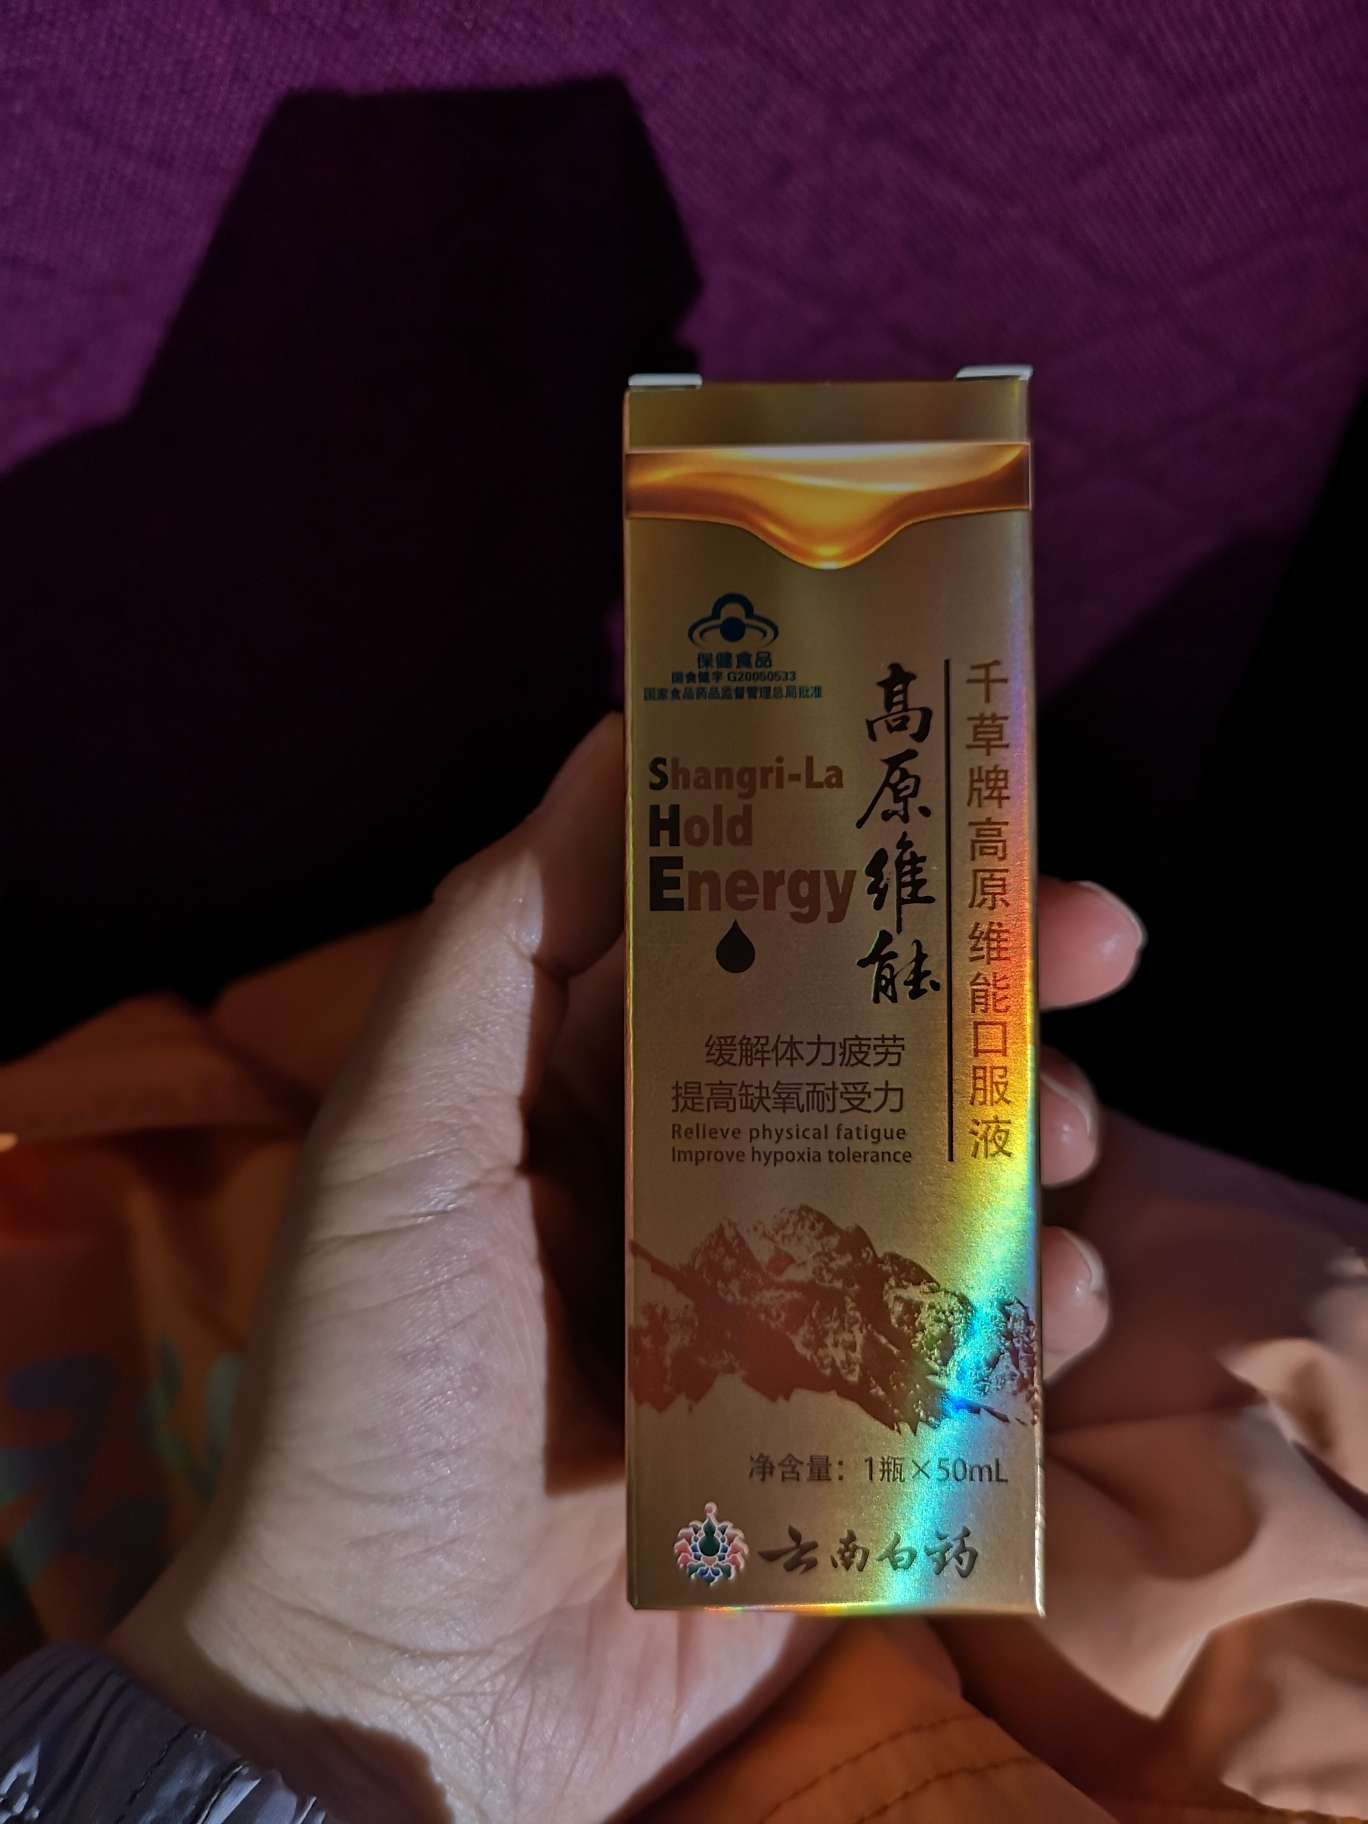 保健食品
国食健字 G20050533
国家食品药品监督管理总局批准
Shangri-La
Hold
Energy
高原维能
千草牌高原维能口服液
缓解体力疲劳
提高缺氧耐受力
Relieve physical fatigue
Improve hypoxia tolerance
净含量：1瓶×50mL
云南白药